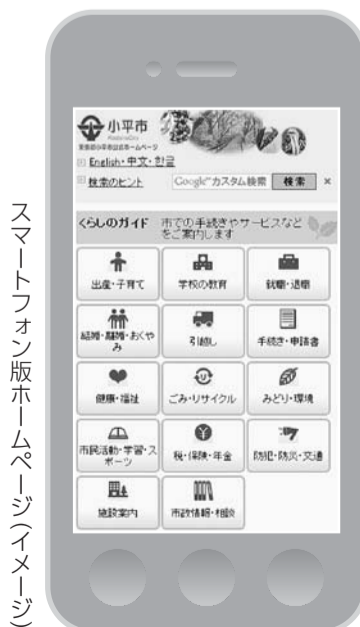 スマートフォン版ホームページ（イメージ）
小平市
English・中文・한글
検索のヒント
Google™カスタム検索
検索
×
くらしのガイド
市での手続きやサービスなど
をご案内します
出産・子育て
学校の教育
就職・退職
結婚・離婚・おくや
み
引越し
手続き・申請書
健康・福祉
ごみ・リサイクル
みどり・環境
市民活動・学習・ス
ポーツ
税・保険・年金
防犯・防災・交通
施設案内
市政情報・相談